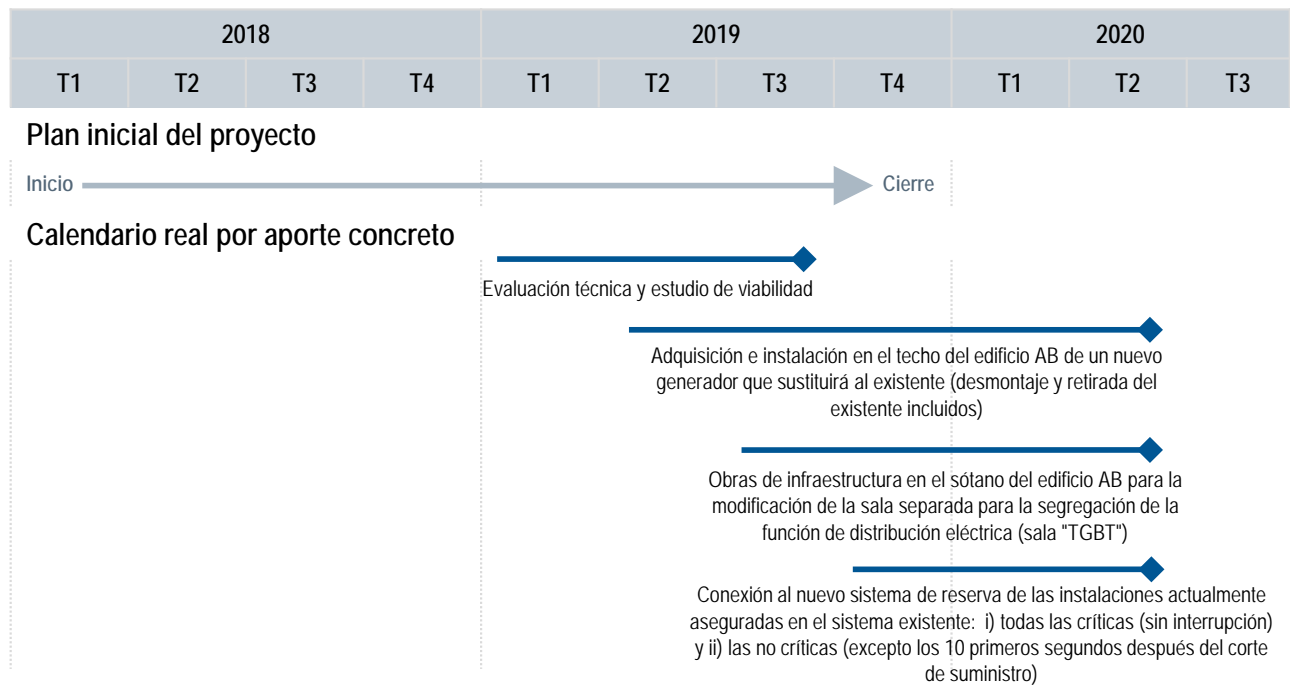 2018 2019 2020
T1 T2 T3 T4 T1 T2 T3 T4 T1 T2 T3
Plan inicial del proyecto
Inicio Cierre
Calendario real por aporte concreto
Evaluación técnica y estudio de viabilidad
Adquisición e instalación en el techo del edificio AB de un nuevo
generador que sustituirá al existente (desmontaje y retirada del
existente incluidos)
Obras de infraestructura en el sótano del edificio AB para la
modificación de la sala separada para la segregación de la
función de distribución eléctrica (sala "TGBT")
Conexión al nuevo sistema de reserva de las instalaciones actualmente
aseguradas en el sistema existente: i) todas las críticas (sin interrupción)
y ii) las no críticas (excepto los 10 primeros segundos después del corte
de suministro)